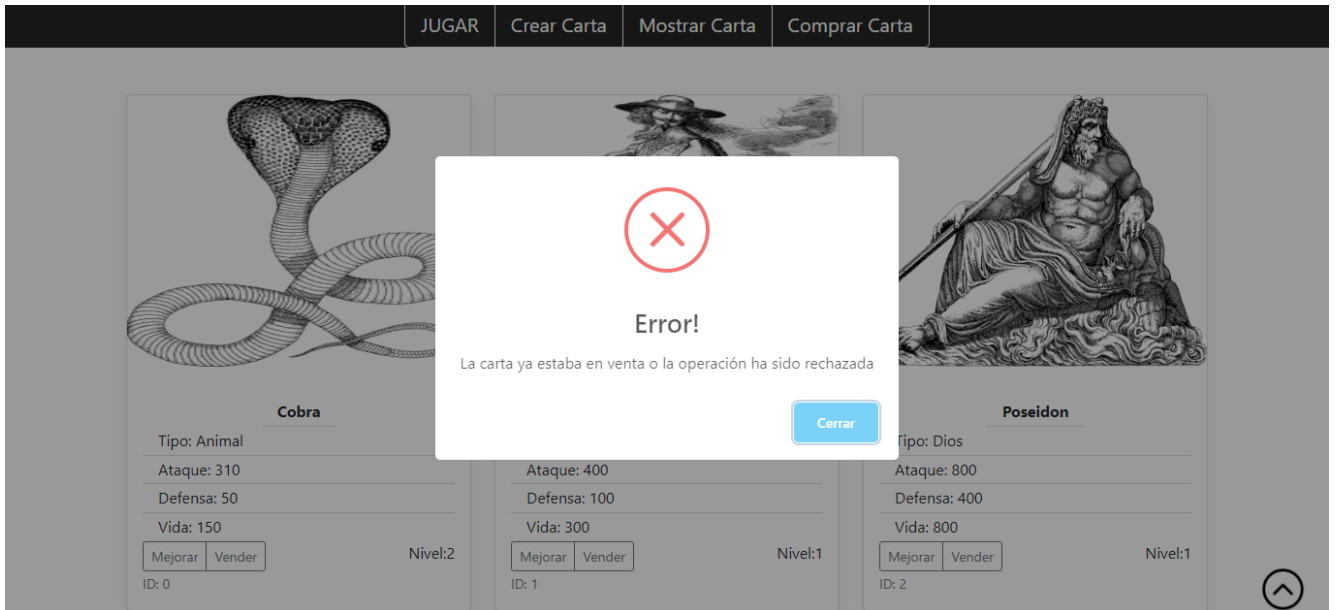 JUGAR Crear Carta Mostrar Carta Comprar Carta
Error!
La carta ya estaba en venta o la operación ha sido rechazada
Cerrar
Cobra
Tipo: Animal
Ataque: 310
Defensa: 50
Vida: 150
Mejorar Vender Nivel:2
ID: 0
Ataque: 400
Defensa: 100
Vida: 300
Mejorar Vender Nivel:1
ID: 1
Poseidon
Tipo: Dios
Ataque: 800
Defensa: 400
Vida: 800
Mejorar Vender Nivel:1
ID: 2